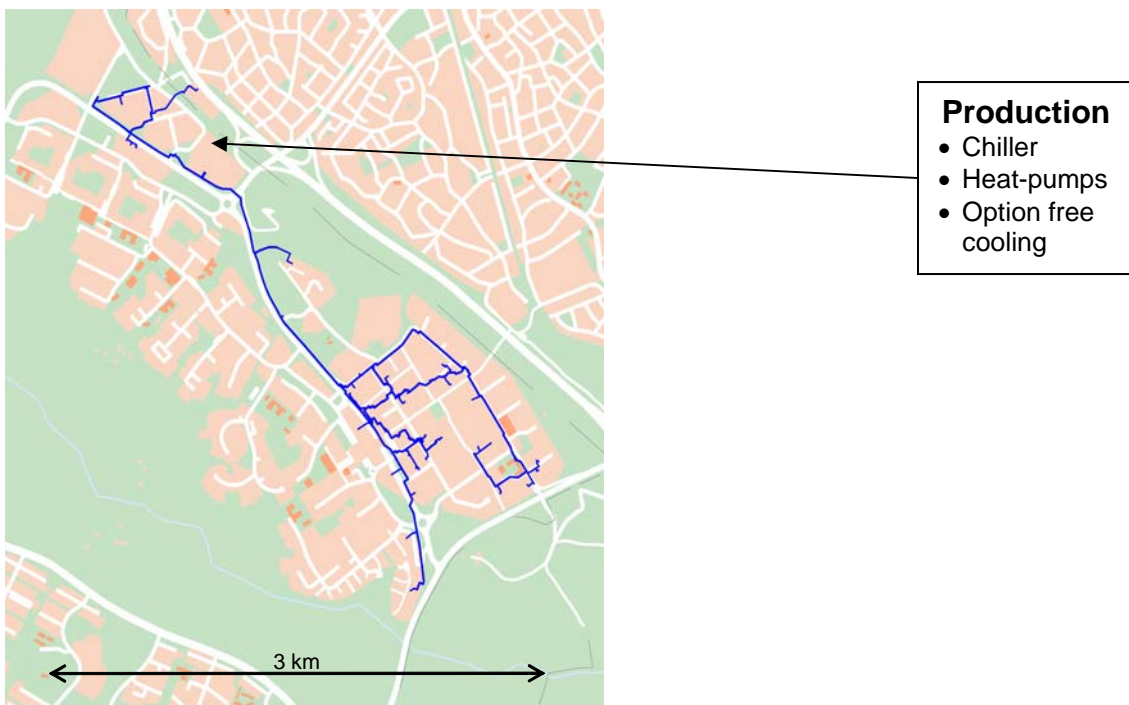 Production
• Chiller
• Heat-pumps
• Option free
cooling
3 km